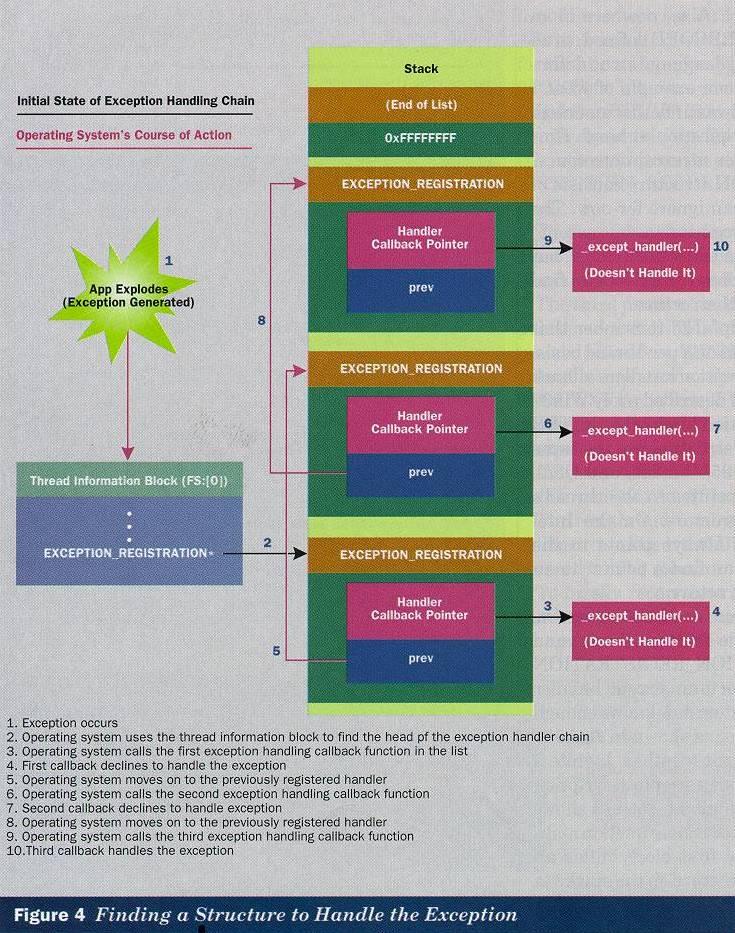 Stack
Initial State of Exception Handling Chain
(End of List)
Operating System's Course of Action
0xFFFFFFFF
EXCEPTION_REGISTRATION
Handler
Callback Pointer
9
_except_handler(...)
10
(Doesn't Handle It)
prev
1
App Explodes
(Exception Generated)
8
EXCEPTION_REGISTRATION
Handler
Callback Pointer
6
_except_handler(...)
7
(Doesn't Handle It)
prev
Thread Information Block (FS:[0])
EXCEPTION_REGISTRATION*
2
EXCEPTION_REGISTRATION
Handler
Callback Pointer
3
_except_handler(...)
4
(Doesn't Handle It)
5
prev
1. Exception occurs
2. Operating system uses the thread information block to find the head pf the exception handler chain
3. Operating system calls the first exception handling callback function in the list
4. First callback declines to handle the exception
5. Operating system moves on to the previously registered handler
6. Operating system calls the second exception handling callback function
7. Second callback declines to handle exception
8. Operating system moves on to the previously registered handler
9. Operating system calls the third exception handling callback function
10.Third callback handles the exception
Figure 4 Finding a Structure to Handle the Exception